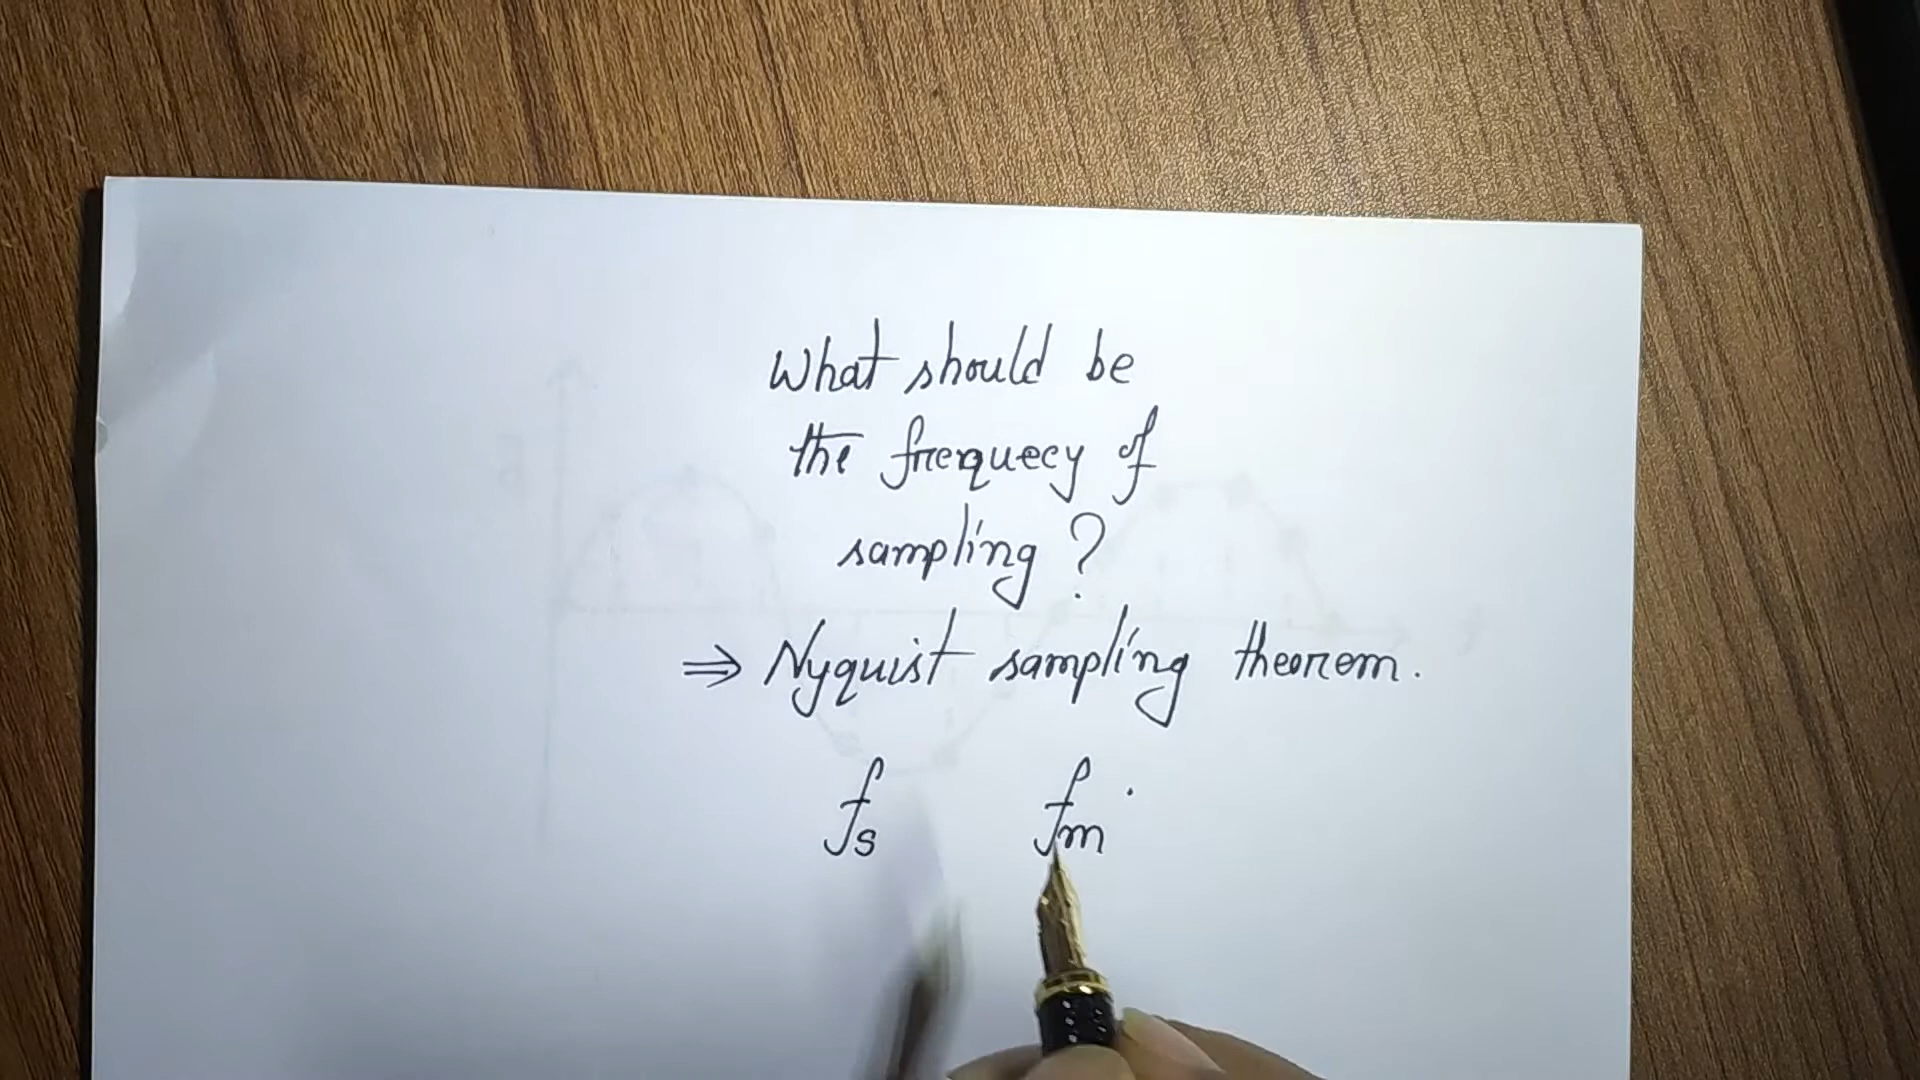 What should be
the frequecy of
sampling ?
⇒ Nyquist sampling theorem.
fs fm